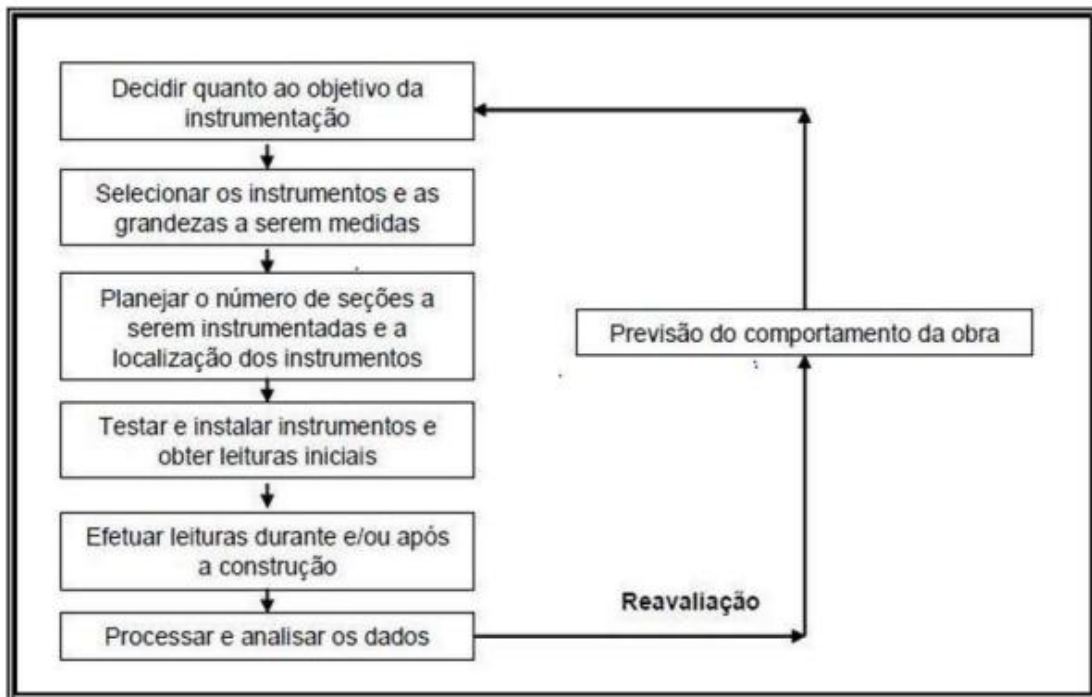 Decidir quanto ao objetivo da
instrumentação
Selecionar os instrumentos e as
grandezas a serem medidas
Planejar o número de seções a
serem instrumentadas e a
localização dos instrumentos
Previsão do comportamento da obra
Testar e instalar instrumentos e
obter leituras iniciais
Efetuar leituras durante e/ou após
a construção
Reavaliação
Processar e analisar os dados